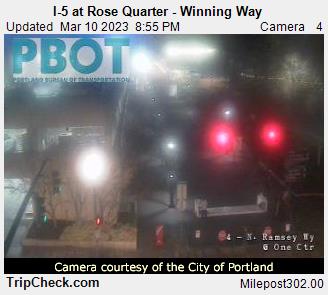 I-5 at Rose Quarter - Winning Way
Updated Mar 10 2023 8:55 PM Camera 4
PBOT
PORTLAND BUREAU OF TRANSPORTATION
4 - N. Ramsey Wy
@ One Ctr
Camera courtesy of the City of Portland
TripCheck.com Milepost302.00